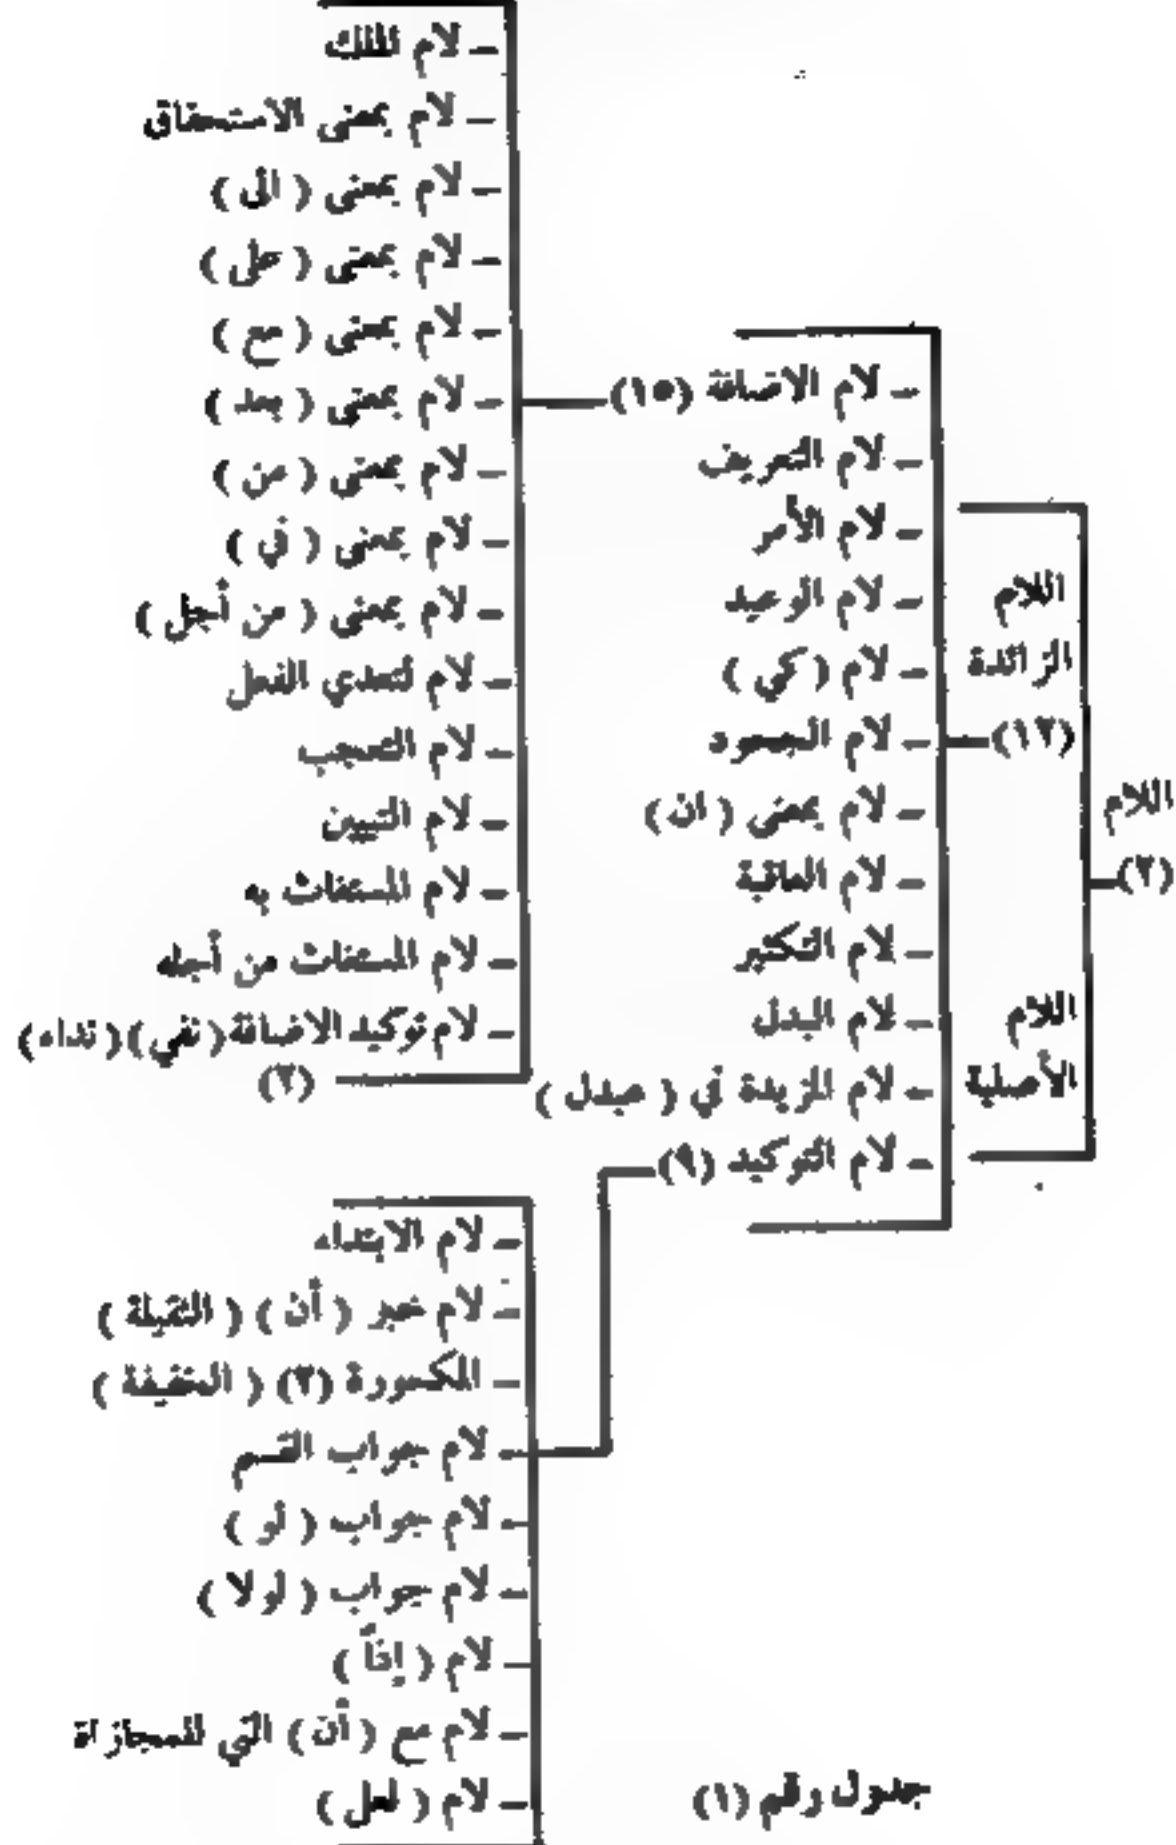 اللام
(٢)
اللام
الزائدة
(١٢)
اللام
الأصلية
- لام الاضافة (١٥)
- لام التعريف
- لام الأمر
- لام الوعيد
- لام (كي)
- لام الجحود
- لام بمعنى (ان)
- لام العاقبة
- لام التكثير
- لام البدل
- لام المزيدة في (عبدل)
- لام التوكيد (٩)
- لام الملك
- لام بمعنى الاستحقاق
- لام بمعنى (الى)
- لام بمعنى (على)
- لام بمعنى (مع)
- لام بمعنى (بعد)
- لام بمعنى (من)
- لام بمعنى (في)
- لام بمعنى (من أجل)
- لام لتعدي الفعل
- لام التعجب
- لام التبيين
- لام المستغاث به
- لام المستغاث من أجله
- لام توكيد الاضافة (نفي) (نداء)
(٢)
- لام الابتداء
- لام خبر (أن) (الثقيلة)
- المكسورة (٢) (الخفيفة)
- لام جواب القسم
- لام جواب (لو)
- لام جواب (لولا)
- لام (إذاً)
- لام مع (أن) التي للمجازاة
- لام (لعل)
جدول رقم (١)